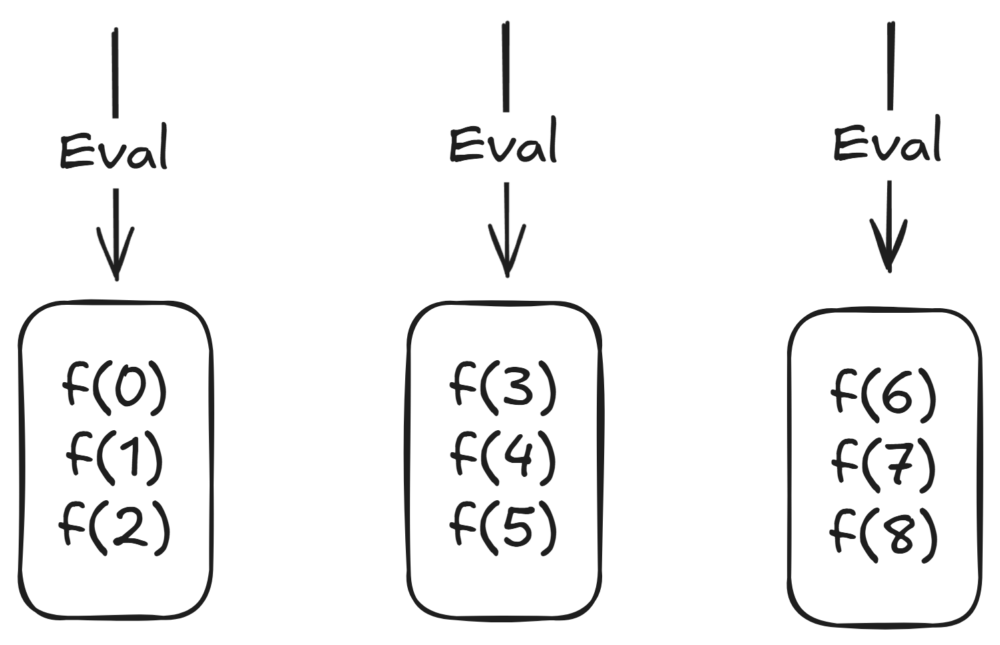 Eval
f(0)
f(1)
f(2)
Eval
f(3)
f(4)
f(5)
Eval
f(6)
f(7)
f(8)